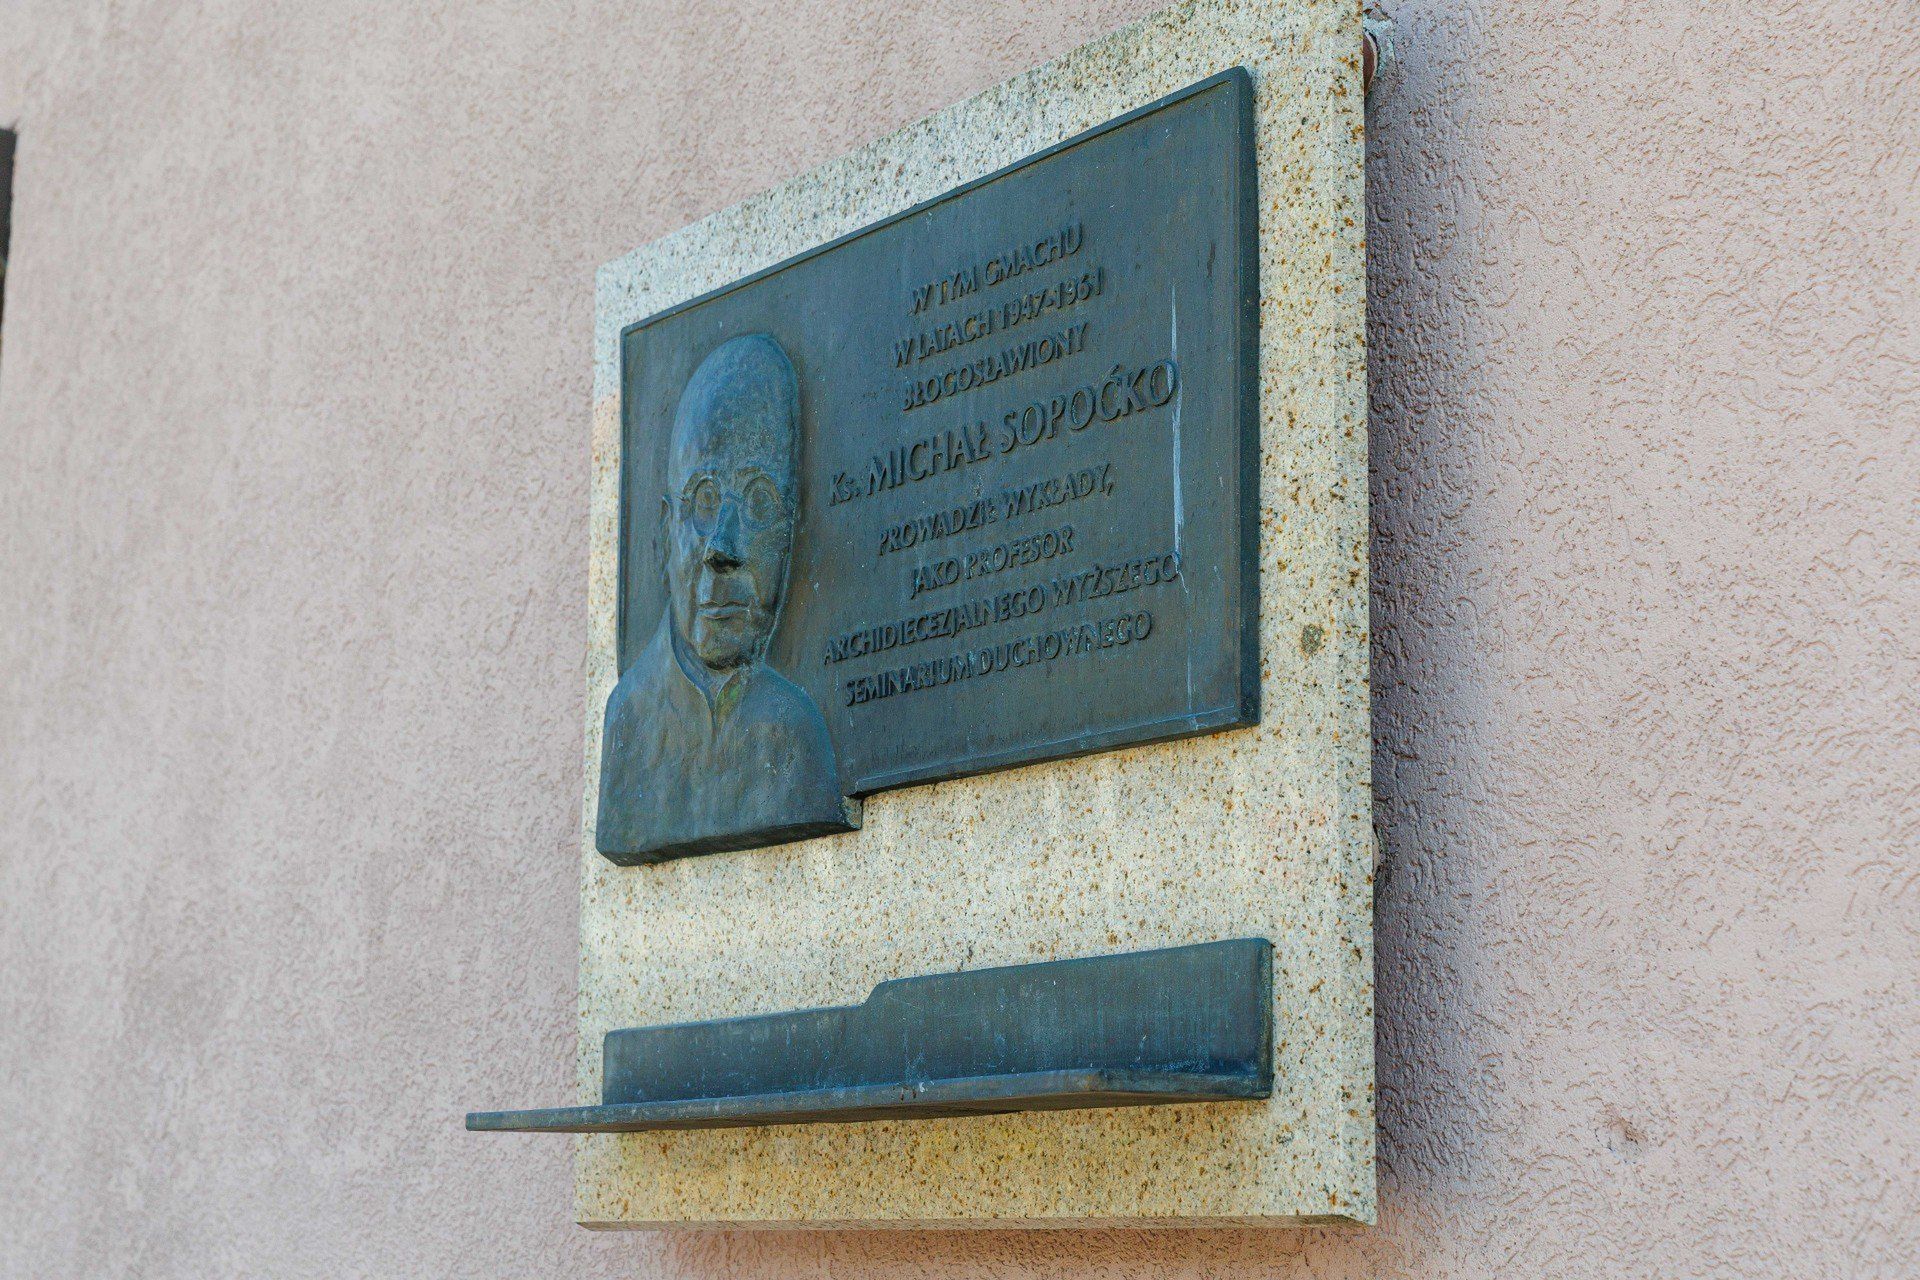 W TYM GMACHU
W LATACH 1947-1961
BŁOGOSŁAWIONY
Ks. MICHAŁ SOPOĆKO
PROWADZIŁ WYKŁADY,
JAKO PROFESOR
ARCHIDIECEZJALNEGO WYŻSZEGO
SEMINARIUM DUCHOWNEGO